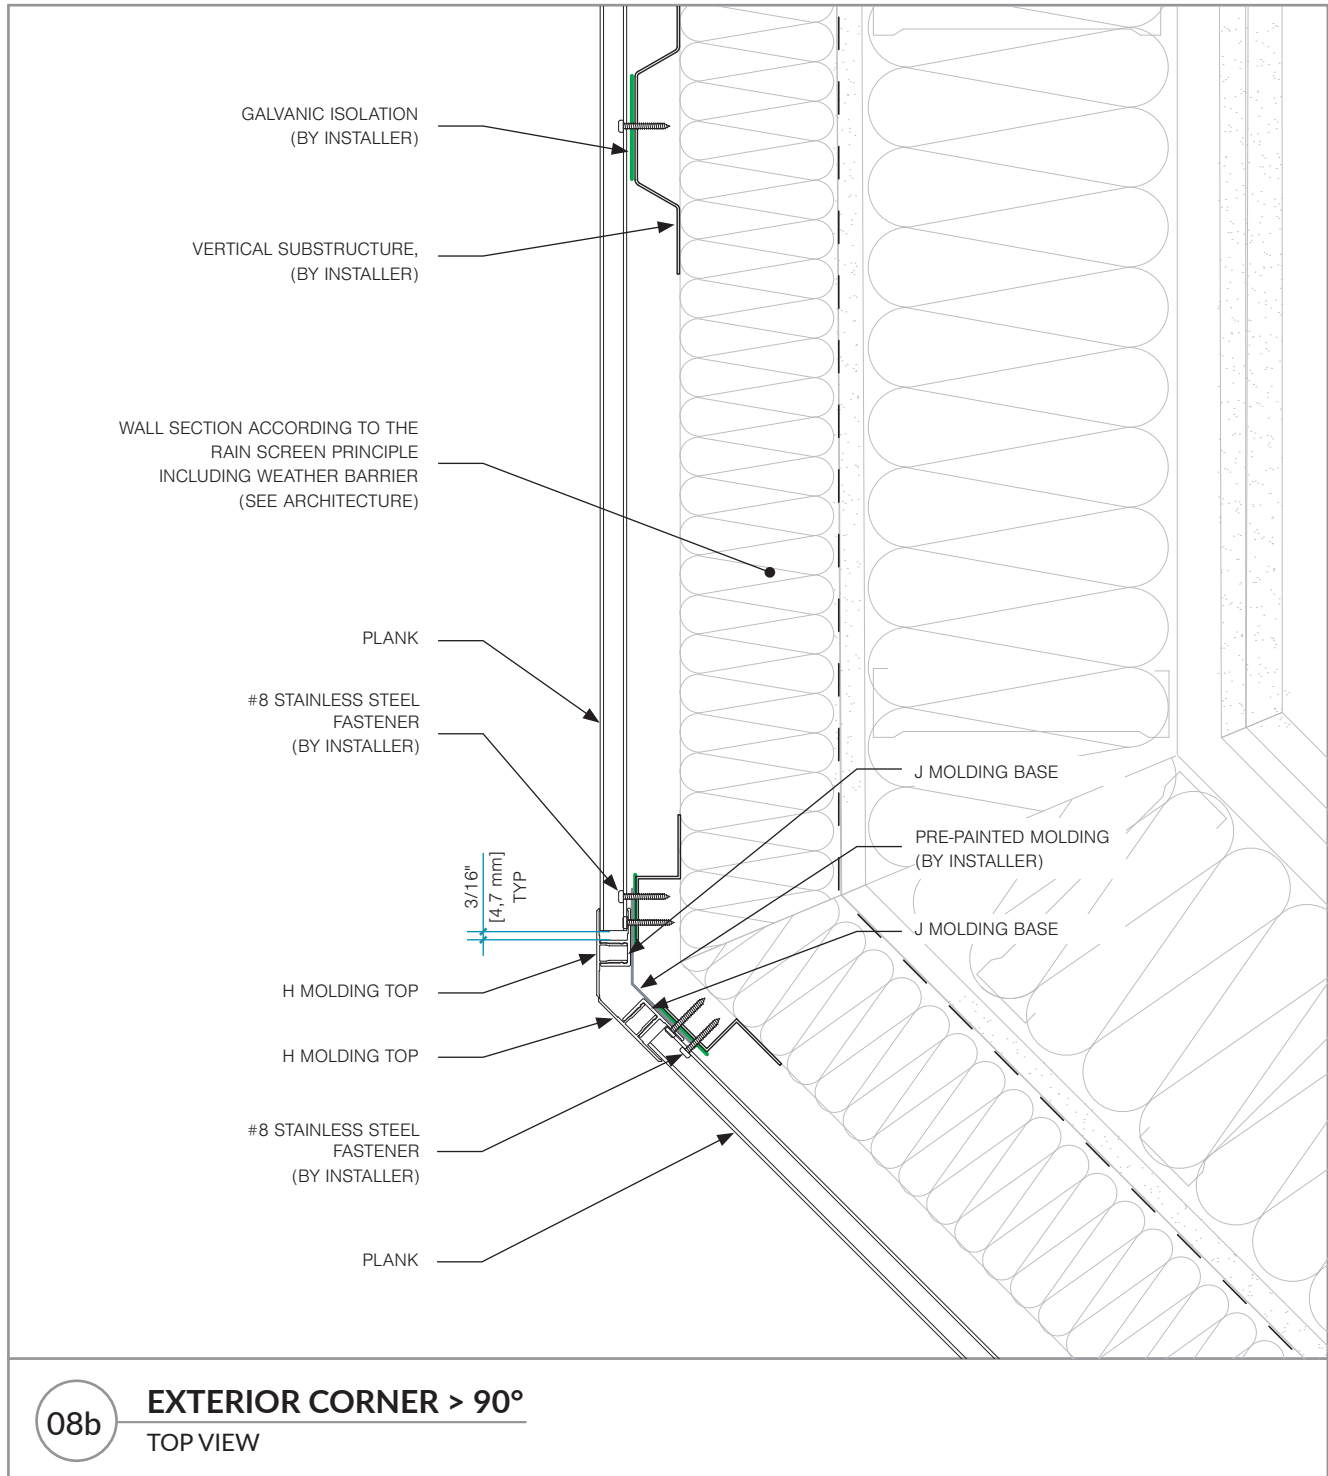 GALVANIC ISOLATION
(BY INSTALLER)
VERTICAL SUBSTRUCTURE,
(BY INSTALLER)
WALL SECTION ACCORDING TO THE
RAIN SCREEN PRINCIPLE
INCLUDING WEATHER BARRIER
(SEE ARCHITECTURE)
PLANK
#8 STAINLESS STEEL
FASTENER
(BY INSTALLER)
3/16"
[4,7 mm]
TYP
H MOLDING TOP
H MOLDING TOP
#8 STAINLESS STEEL
FASTENER
(BY INSTALLER)
PLANK
J MOLDING BASE
PRE-PAINTED MOLDING
(BY INSTALLER)
J MOLDING BASE
08b
EXTERIOR CORNER > 90°
TOP VIEW